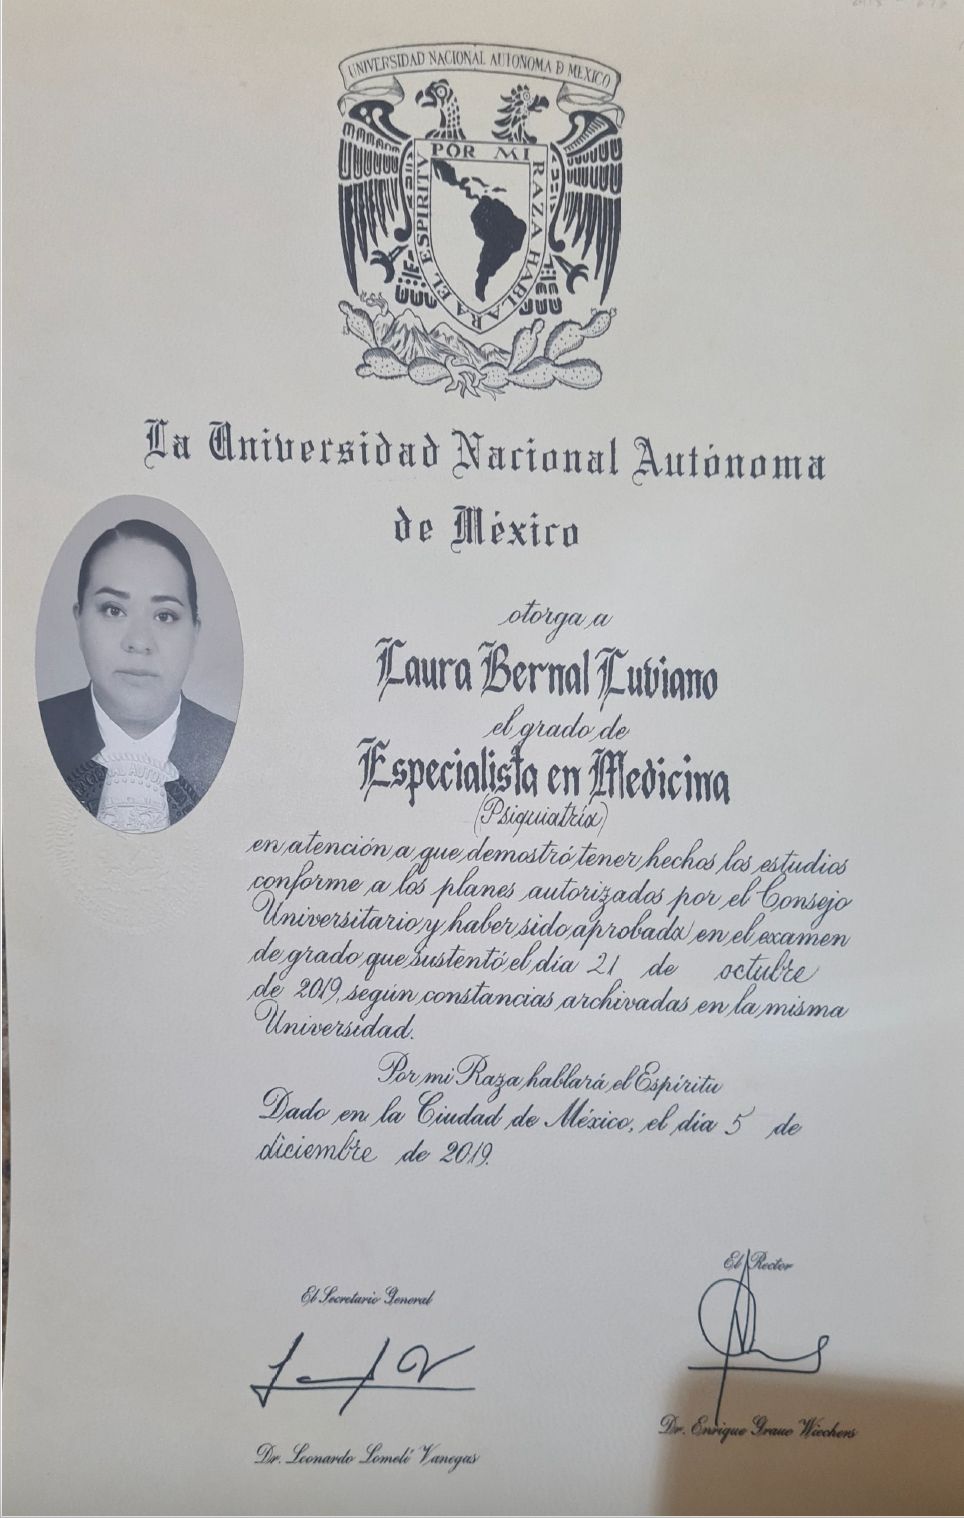 UNIVERSIDAD NACIONAL AUTONOMA D MEXICO
POR MI RAZA HABLARA EL ESPIRITU
La Universidad Nacional Autónoma
de México
otorga a
Laura Bernal Luviano
el grado de
Especialista en Medicina
(Psiquiatría)
en atención a que demostró tener hechos los estudios
conforme a los planes autorizados por el Consejo
Universitario y haber sido aprobada en el examen
de grado que sustentó el día 21 de octubre
de 2019, según constancias archivadas en la misma
Universidad.
Por mi Raza hablará el Espíritu
Dado en la Ciudad de México, el día 5 de
diciembre de 2019.
El Rector
El Secretario General
Dr. Enrique Graue Wiechers
Dr. Leonardo Lomelí Vanegas